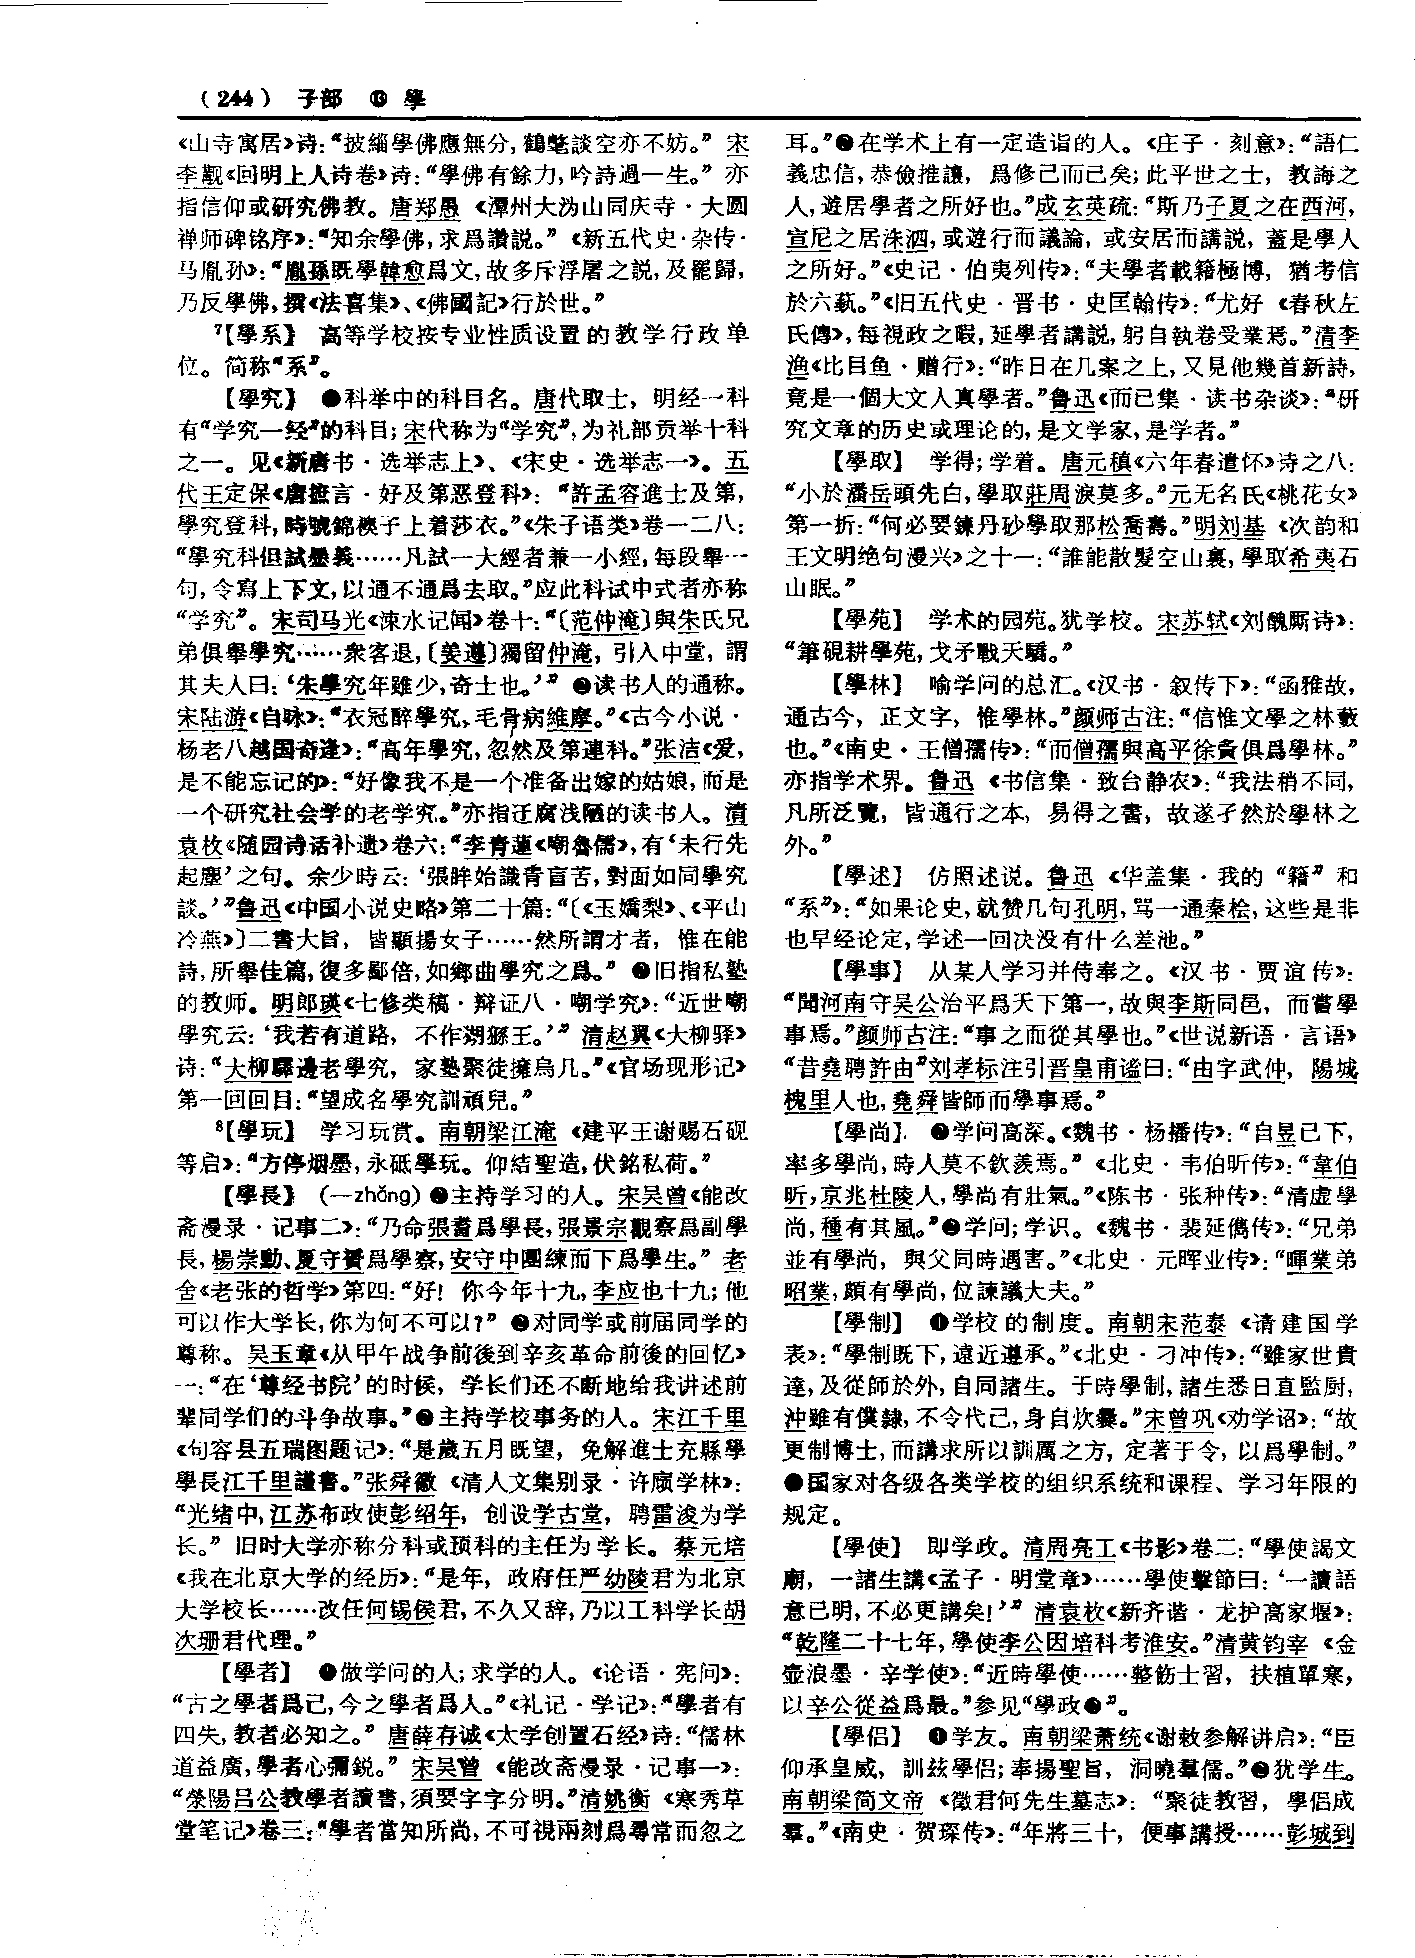 （244） 子部 ⑬ 學
《山寺寓居》诗：“披緇學佛應無分，鶴氅談空亦不妨。” 宋
李覯《回明上人诗卷》诗：“學佛有餘力，吟詩過一生。” 亦
指信仰或研究佛教。唐郑愚《潭州大沩山同庆寺·大圆
禅师碑铭序》：“知余學佛，求爲讚説。”《新五代史·杂传·
马胤孙》：“胤孫既學韓愈爲文，故多斥浮屠之説，及罷歸，
乃反學佛，撰《法喜集》、《佛國記》行於世。”
7【學系】 高等学校按专业性质设置的教学行政单
位。简称“系”。
【學究】 ❶科举中的科目名。唐代取士，明经一科
有“学究一经”的科目；宋代称为“学究”，为礼部贡举十科
之一。见《新唐书·选举志上》、《宋史·选举志一》。五
代王定保《唐摭言·好及第恶登科》：“許孟容進士及第，
學究登科，時號錦襖子上着莎衣。”《朱子语类》卷一二八：
“學究科但試墨義……凡試一大經者兼一小經，每段舉一
句，令寫上下文，以通不通爲去取。”应此科试中式者亦称
“学究”。宋司马光《涑水记闻》卷十：“〔范仲淹〕與朱氏兄
弟俱舉學究……衆客退，〔姜遵〕獨留仲淹，引入中堂，謂
其夫人曰：‘朱學究年雖少，奇士也。’” ❷读书人的通称。
宋陆游《自咏》：“衣冠醉學究，毛骨病維摩。”《古今小说·
杨老八越国奇逢》：“高年學究，忽然及第連科。”张洁《爱，
是不能忘记的》：“好像我不是一个准备出嫁的姑娘，而是
一个研究社会学的老学究。”亦指迂腐浅陋的读书人。清
袁枚《随园诗话补遗》卷六：“李青蓮《嘲魯儒》，有‘未行先
起塵’之句。余少時云：‘張眸始識青盲苦，對面如同學究
談。’”鲁迅《中国小说史略》第二十篇：“〔《玉嬌梨》、《平山
冷燕》〕二書大旨，皆顯揚女子……然所謂才者，惟在能
詩，所舉佳篇，復多鄙倍，如鄉曲學究之爲。” ❸旧指私塾
的教师。明郎瑛《七修类稿·辩证八·嘲学究》：“近世嘲
學究云：‘我若有道路，不作猢猻王。’” 清赵翼《大柳驿》
诗：“大柳驛邊老學究，家塾聚徒擁烏几。”《官场现形记》
第一回回目：“望成名學究訓頑兒。”
8【學玩】 学习玩赏。南朝梁江淹《建平王谢赐石砚
等启》：“方停烟墨，永砥學玩。仰結聖造，伏銘私荷。”
【學長】 （—zhǎng）❶主持学习的人。宋吴曾《能改
斋漫录·记事二》：“乃命張耆爲學長，張景宗觀察爲副學
長，楊崇勳、夏守贇爲學察，安守中團練而下爲學生。” 老
舍《老张的哲学》第四：“好！你今年十九，李应也十九；他
可以作大学长，你为何不可以？” ❷对同学或前届同学的
尊称。吴玉章《从甲午战争前後到辛亥革命前後的回忆》
一：“在‘尊经书院’的时候，学长们还不断地给我讲述前
辈同学们的斗争故事。”❸主持学校事务的人。宋江千里
《句容县五瑞图题记》：“是歲五月既望，免解進士充縣學
學長江千里謹書。”张舜徽《清人文集别录·许庼学林》：
“光绪中，江苏布政使彭绍年，创设学古堂，聘雷浚为学
长。” 旧时大学亦称分科或预科的主任为学长。蔡元培
《我在北京大学的经历》：“是年，政府任严幼陵君为北京
大学校长……改任何锡侯君，不久又辞，乃以工科学长胡
次珊君代理。”
【學者】 ❶做学问的人；求学的人。《论语·宪问》：
“古之學者爲己，今之學者爲人。”《礼记·学记》：“學者有
四失，教者必知之。” 唐薛存诚《太学创置石经》诗：“儒林
道益廣，學者心彌鋭。” 宋吴曾《能改斋漫录·记事一》：
“滎陽吕公教學者讀書，須要字字分明。”清姚衡《寒秀草
堂笔记》卷三：“學者當知所尚，不可視兩刻爲尋常而忽之
耳。”❷在学术上有一定造诣的人。《庄子·刻意》：“語仁
義忠信，恭儉推讓，爲修己而已矣；此平世之士，教誨之
人，遊居學者之所好也。”成玄英疏：“斯乃子夏之在西河，
宣尼之居洙泗，或遊行而議論，或安居而講説，蓋是學人
之所好。”《史记·伯夷列传》：“夫學者載籍極博，猶考信
於六蓺。”《旧五代史·晋书·史匡翰传》：“尤好《春秋左
氏傳》，每視政之暇，延學者講説，躬自執卷受業焉。”清李
渔《比目鱼·赠行》：“昨日在几案之上，又見他幾首新詩，
竟是一個大文人真學者。”鲁迅《而已集·读书杂谈》：“研
究文章的历史或理论的，是文学家，是学者。”
【學取】 学得；学着。唐元稹《六年春遣怀》诗之八：
“小於潘岳頭先白，學取莊周淚莫多。”元无名氏《桃花女》
第一折：“何必要鍊丹砂學取那松喬壽。”明刘基《次韵和
王文明绝句漫兴》之十一：“誰能散髮空山裏，學取希夷石
山眠。”
【學苑】 学术的园苑。犹学校。宋苏轼《刘醜厮诗》：
“筆硯耕學苑，戈矛戰天驕。”
【學林】 喻学问的总汇。《汉书·叙传下》：“函雅故，
通古今，正文字，惟學林。”颜师古注：“信惟文學之林藪
也。”《南史·王僧孺传》：“而僧孺與高平徐賁俱爲學林。”
亦指学术界。鲁迅《书信集·致台静农》：“我法稍不同，
凡所泛覽，皆通行之本，易得之書，故遂孑然於學林之
外。”
【學述】 仿照述说。鲁迅《华盖集·我的“籍”和
“系”》：“如果论史，就赞几句孔明，骂一通秦桧，这些是非
也早经论定，学述一回决没有什么差池。”
【學事】 从某人学习并侍奉之。《汉书·贾谊传》：
“聞河南守吴公治平爲天下第一，故與李斯同邑，而嘗學
事焉。”颜师古注：“事之而從其學也。”《世说新语·言语》
“昔堯聘許由”刘孝标注引晋皇甫谧曰：“由字武仲，陽城
槐里人也，堯舜皆師而學事焉。”
【學尚】 ❶学问高深。《魏书·杨播传》：“自昱已下，
率多學尚，時人莫不欽羨焉。”《北史·韦伯昕传》：“韋伯
昕，京兆杜陵人，學尚有壯氣。”《陈书·张种传》：“清虚學
尚，種有其風。”❷学问；学识。《魏书·裴延儁传》：“兄弟
並有學尚，與父同時遇害。”《北史·元晖业传》：“暉業弟
昭業，頗有學尚，位諫議大夫。”
【學制】 ❶学校的制度。南朝宋范泰《请建国学
表》：“學制既下，遠近遵承。”《北史·刁冲传》：“雖家世貴
達，及從師於外，自同諸生。于時學制，諸生悉日直監厨，
沖雖有僕隸，不令代己，身自炊爨。”宋曾巩《劝学诏》：“故
更制博士，而講求所以訓厲之方，定著于令，以爲學制。”
❷国家对各级各类学校的组织系统和课程、学习年限的
规定。
【學使】 即学政。清周亮工《书影》卷二：“學使謁文
廟，一諸生講《孟子·明堂章》……學使擊節曰：‘一讀語
意已明，不必更講矣！’” 清袁枚《新齐谐·龙护高家堰》：
“乾隆二十七年，學使李公因培科考淮安。”清黄钧宰《金
壶浪墨·辛学使》：“近時學使……整飭士習，扶植單寒，
以辛公從益爲最。”参见“學政❷”。
【學侣】 ❶学友。南朝梁萧统《谢敕参解讲启》：“臣
仰承皇威，訓兹學侣；奉揚聖旨，洞曉羣儒。”❷犹学生。
南朝梁简文帝《徵君何先生墓志》：“聚徒教習，學侣成
羣。”《南史·贺琛传》：“年將三十，便事講授……彭城到